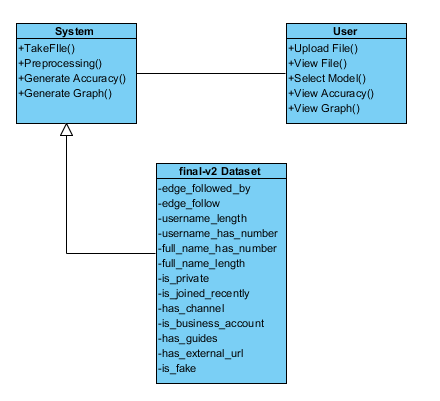 System
+TakeFIle()
+Preprocessing()
+Generate Accuracy()
+Generate Graph()
User
+Upload File()
+View File()
+Select Model()
+View Accuracy()
+View Graph()
final-v2 Dataset
-edge_followed_by
-edge_follow
-username_length
-username_has_number
-full_name_has_number
-full_name_length
-is_private
-is_joined_recently
-has_channel
-is_business_account
-has_guides
-has_external_url
-is_fake